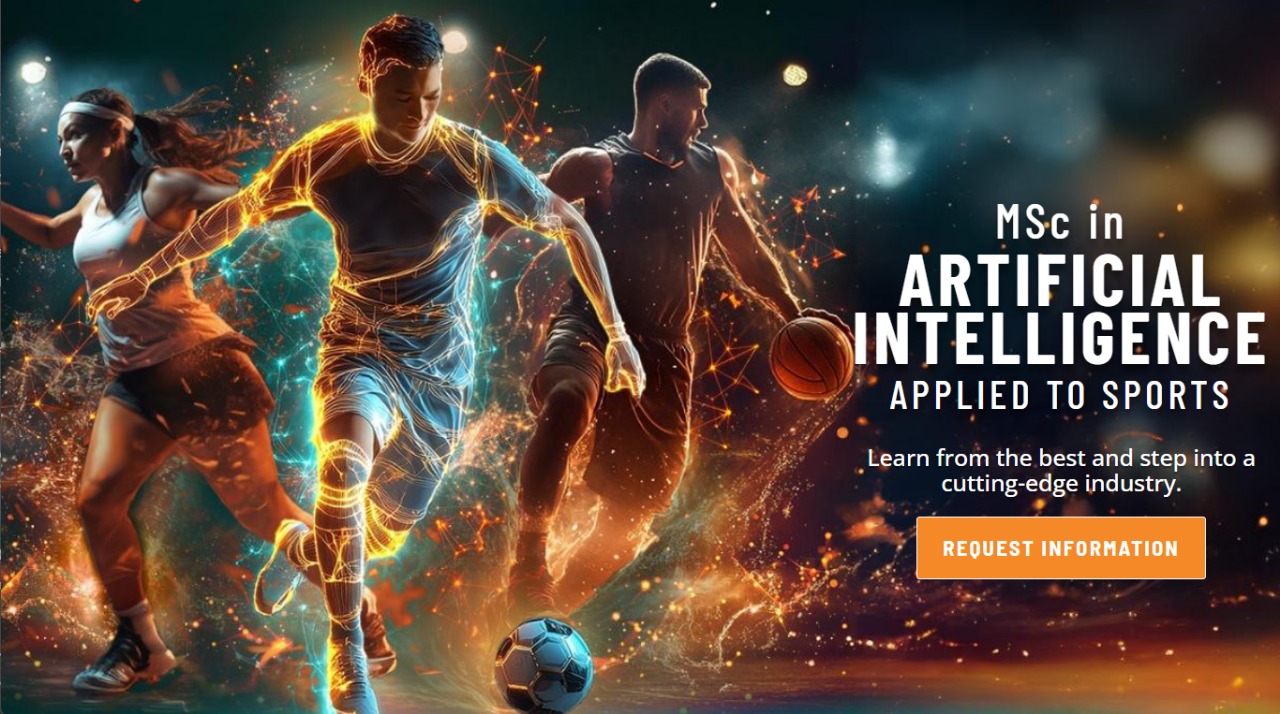 MSc in
ARTIFICIAL
INTELLIGENCE
APPLIED TO SPORTS
Learn from the best and step into a
cutting-edge industry.
REQUEST INFORMATION